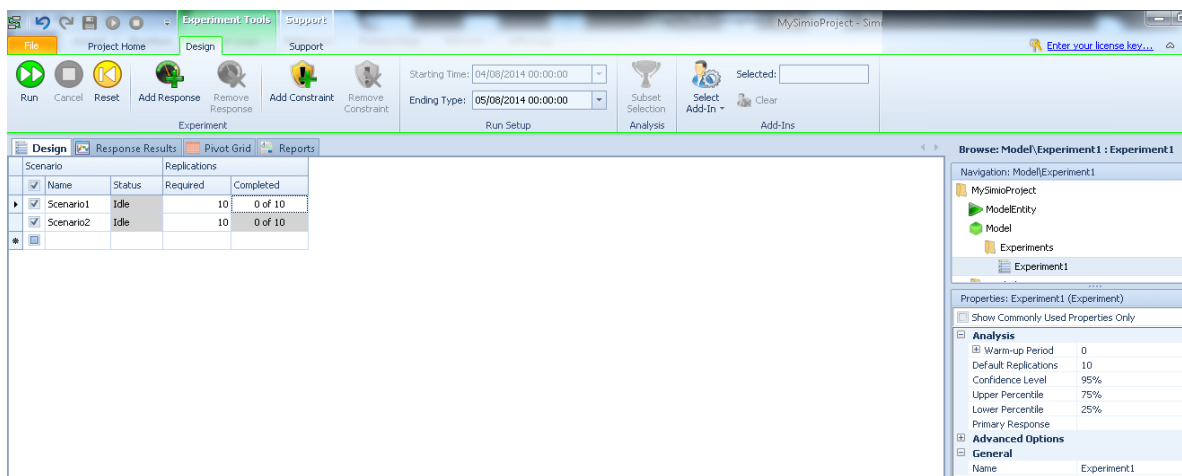 Experiment Tools Support MySimioProject - Simi
File Project Home Design Support Enter your license key...
Run Cancel Reset Add Response Remove Response Add Constraint Remove Constraint
Experiment
Starting Time: 04/08/2014 00:00:00
Ending Type: 05/08/2014 00:00:00
Run Setup
Subset Selection
Analysis
Select Add-In
Selected:
Clear
Add-Ins
Design Response Results Pivot Grid Reports
Scenario Replications
Name Status Required Completed
Scenario1 Idle 10 0 of 10
Scenario2 Idle 10 0 of 10
Browse: Model\Experiment1 : Experiment1
Navigation: Model\Experiment1
MySimioProject
ModelEntity
Model
Experiments
Experiment1
Properties: Experiment1 (Experiment)
Show Commonly Used Properties Only
Analysis
Warm-up Period 0
Default Replications 10
Confidence Level 95%
Upper Percentile 75%
Lower Percentile 25%
Primary Response
Advanced Options
General
Name Experiment1